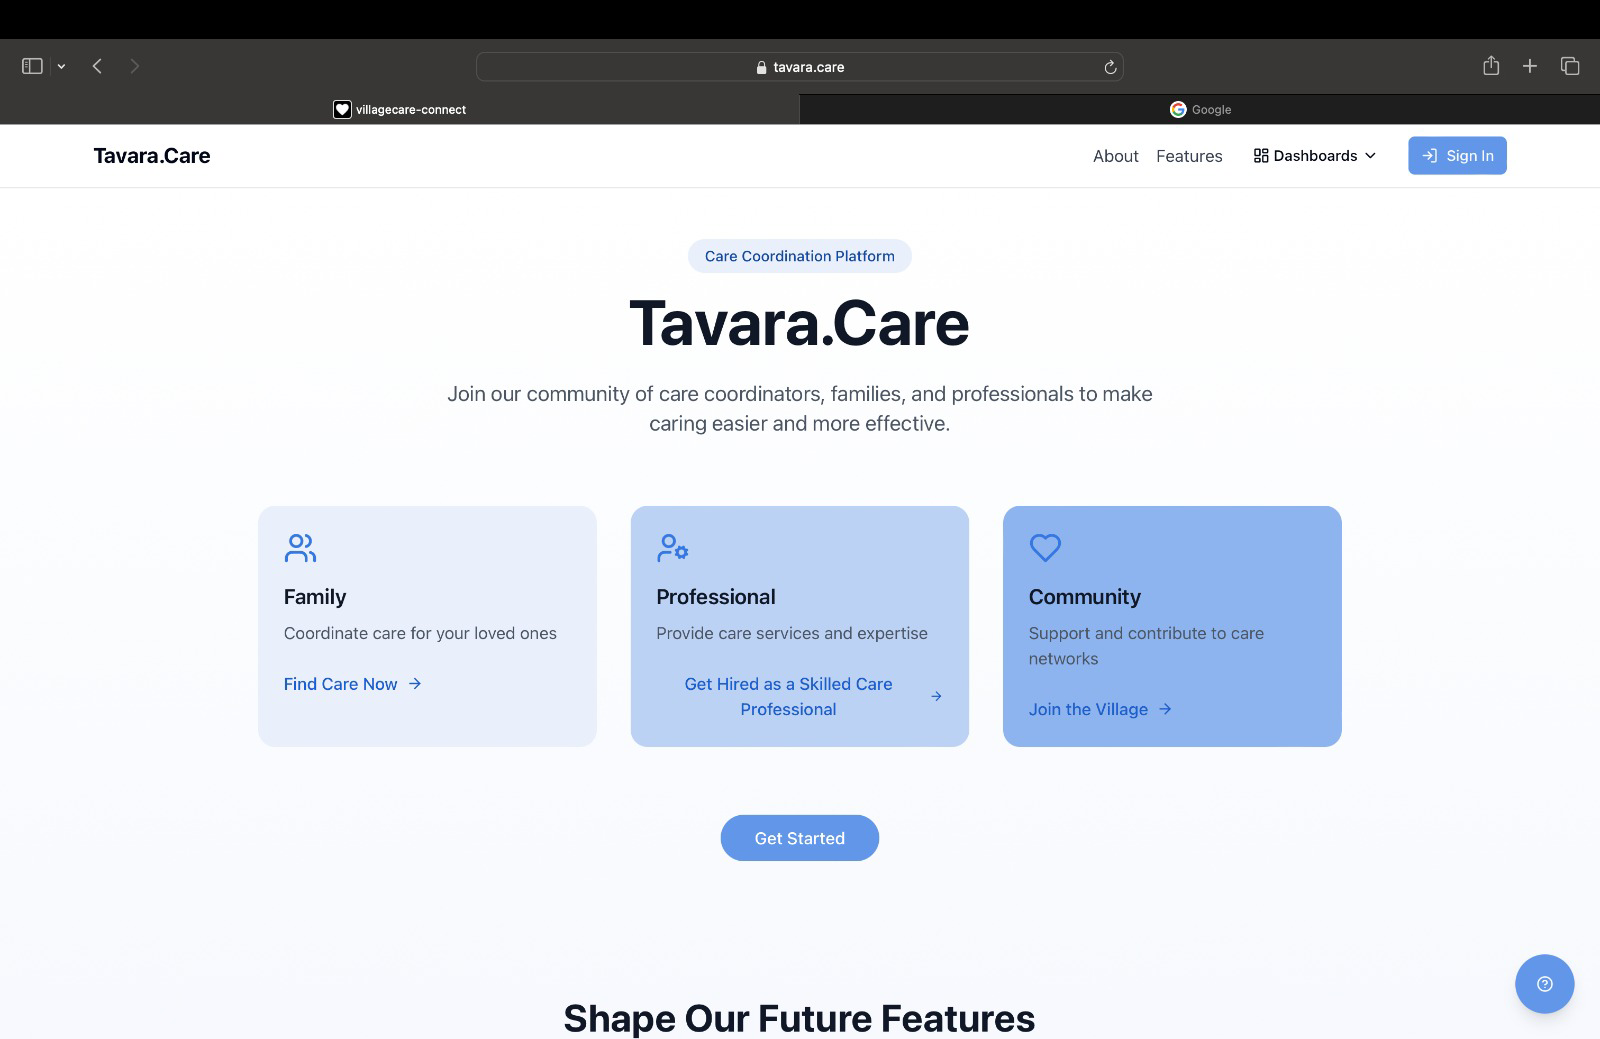 tavara.care
villagecare-connect
Google
Tavara.Care
About
Features
Dashboards
Sign In
Care Coordination Platform
Tavara.Care
Join our community of care coordinators, families, and professionals to make
caring easier and more effective.
Family
Coordinate care for your loved ones
Find Care Now →
Professional
Provide care services and expertise
Get Hired as a Skilled Care
Professional →
Community
Support and contribute to care
networks
Join the Village →
Get Started
Shape Our Future Features